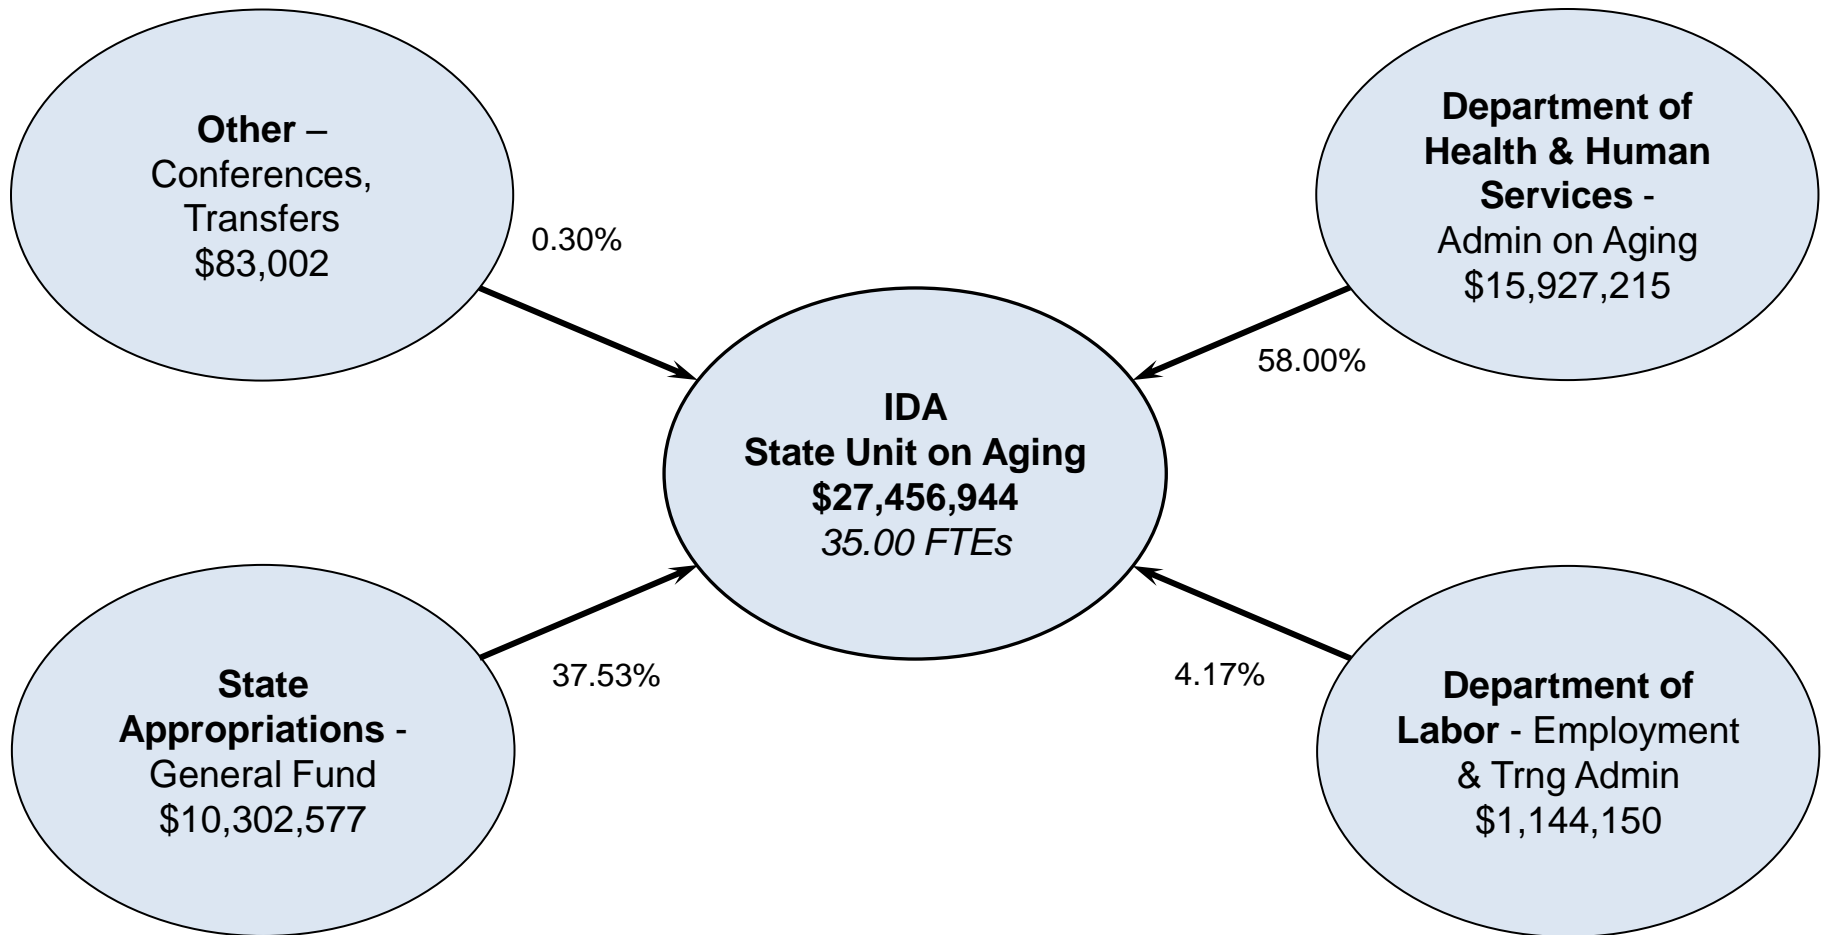 Other –
Conferences,
Transfers
$83,002
0.30%
Department of
Health & Human
Services -
Admin on Aging
$15,927,215
58.00%
IDA
State Unit on Aging
$27,456,944
35.00 FTEs
State
Appropriations -
General Fund
$10,302,577
37.53%
4.17%
Department of
Labor - Employment
& Trng Admin
$1,144,150